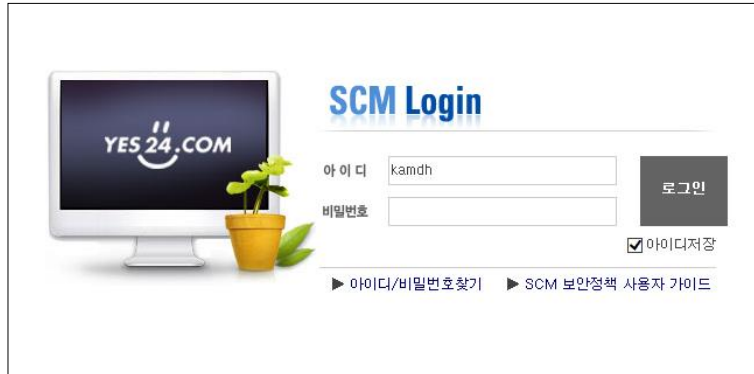 YES24.COM
SCM Login
아이디 kamdh
비밀번호
로그인
아이디저장
▶ 아이디/비밀번호찾기 ▶ SCM 보안정책 사용자 가이드